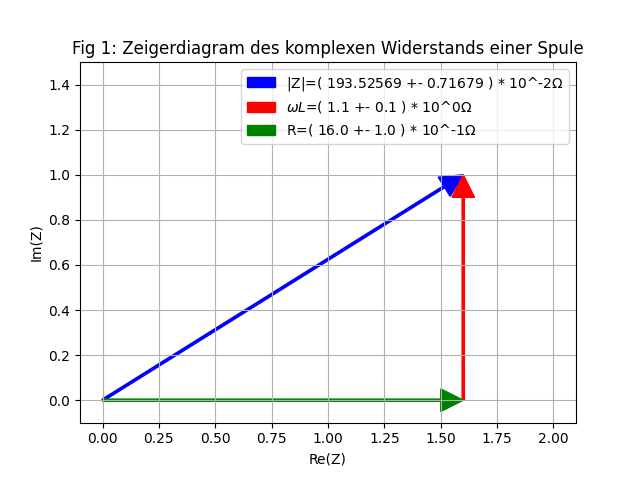 Fig 1: Zeigerdiagram des komplexen Widerstands einer Spule
|Z|=( 193.52569 +- 0.71679 ) * 10^-2Ω
ωL=( 1.1 +- 0.1 ) * 10^0Ω
R=( 16.0 +- 1.0 ) * 10^-1Ω
1.4
1.2
1.0
0.8
0.6
0.4
0.2
0.0
Im(Z)
0.00 0.25 0.50 0.75 1.00 1.25 1.50 1.75 2.00
Re(Z)